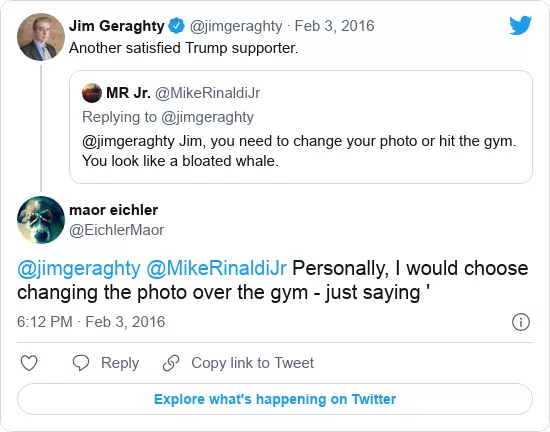 Jim Geraghty @jimgeraghty · Feb 3, 2016
Another satisfied Trump supporter.
MR Jr. @MikeRinaldiJr
Replying to @jimgeraghty
@jimgeraghty Jim, you need to change your photo or hit the gym.
You look like a bloated whale.
maor eichler
@EichlerMaor
@jimgeraghty @MikeRinaldiJr Personally, I would choose
changing the photo over the gym - just saying '
6:12 PM · Feb 3, 2016
Reply Copy link to Tweet
Explore what's happening on Twitter